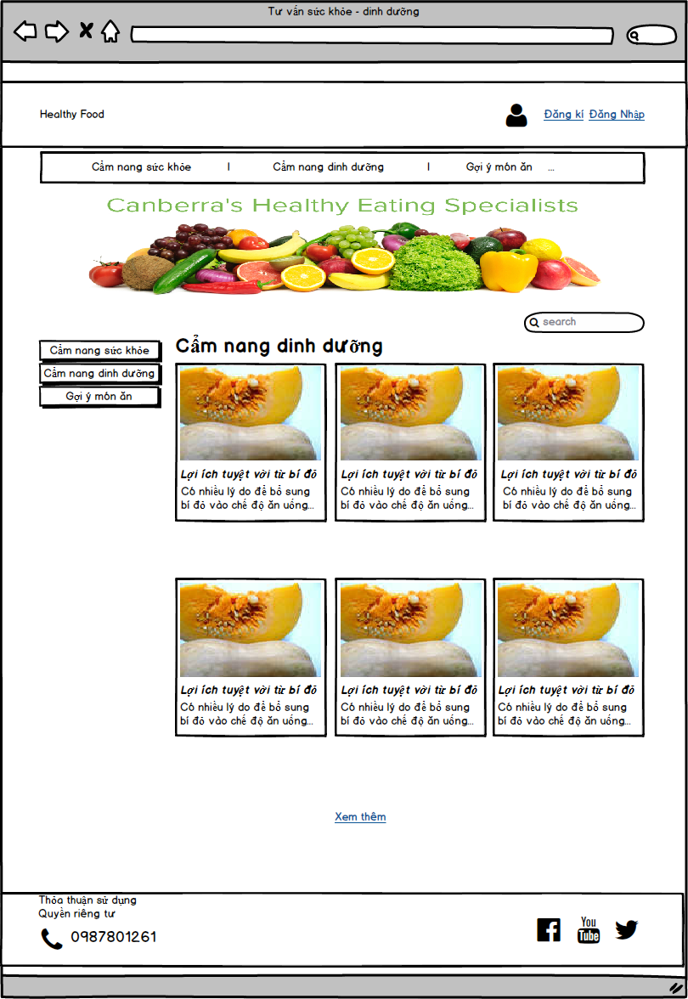 Tư vấn sức khỏe - dinh dưỡng
Healthy Food
Đăng kí Đăng Nhập
Cẩm nang sức khỏe | Cẩm nang dinh dưỡng | Gợi ý món ăn ...
Canberra's Healthy Eating Specialists
search
Cẩm nang sức khỏe
Cẩm nang dinh dưỡng
Gợi ý món ăn
Cẩm nang dinh dưỡng
Lợi ích tuyệt vời từ bí đỏ
Có nhiều lý do để bổ sung
bí đỏ vào chế độ ăn uống...
Lợi ích tuyệt vời từ bí đỏ
Có nhiều lý do để bổ sung
bí đỏ vào chế độ ăn uống...
Lợi ích tuyệt vời từ bí đỏ
Có nhiều lý do để bổ sung
bí đỏ vào chế độ ăn uống...
Lợi ích tuyệt vời từ bí đỏ
Có nhiều lý do để bổ sung
bí đỏ vào chế độ ăn uống...
Lợi ích tuyệt vời từ bí đỏ
Có nhiều lý do để bổ sung
bí đỏ vào chế độ ăn uống...
Lợi ích tuyệt vời từ bí đỏ
Có nhiều lý do để bổ sung
bí đỏ vào chế độ ăn uống...
Xem thêm
Thỏa thuận sử dụng
Quyền riêng tư
0987801261
You
Tube